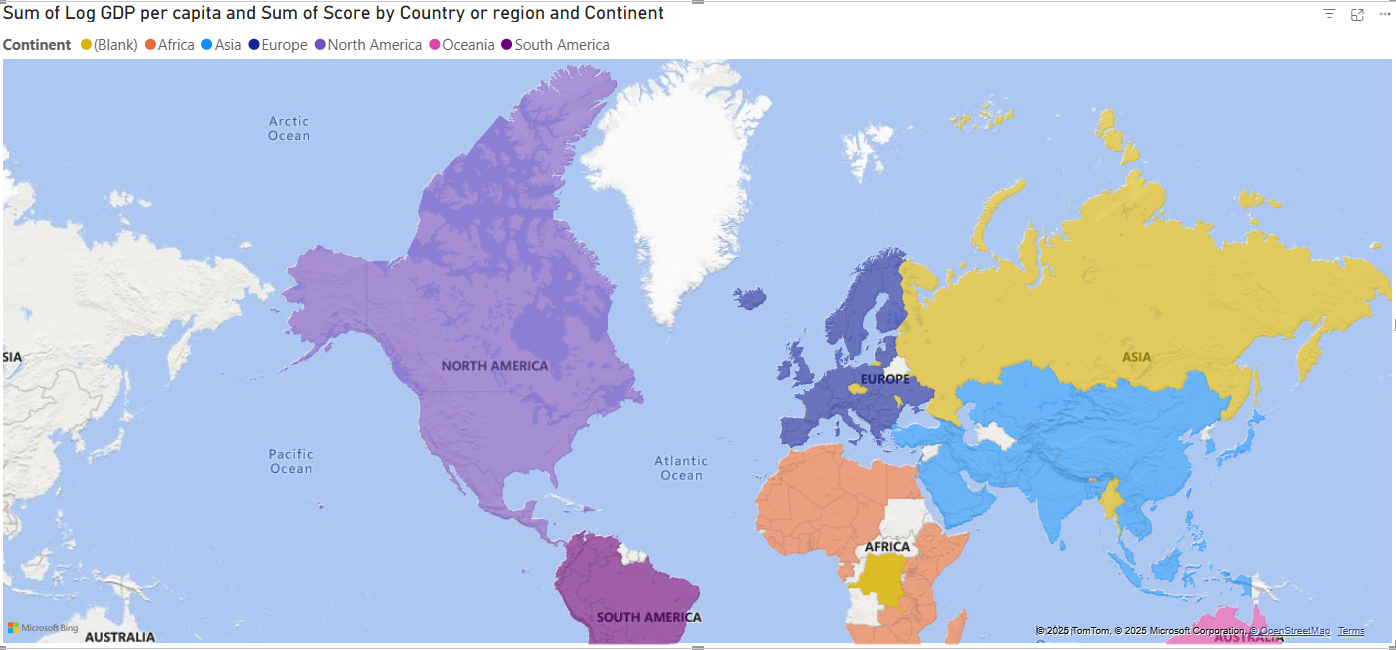 Sum of Log GDP per capita and Sum of Score by Country or region and Continent
Continent (Blank) Africa Asia Europe North America Oceania South America
Arctic
Ocean
SIA
NORTH AMERICA
ASIA
EUROPE
Pacific
Ocean
Atlantic
Ocean
AFRICA
SOUTH AMERICA
Microsoft Bing
AUSTRALIA
© 2025 TomTom, © 2025 Microsoft Corporation, © OpenStreetMap Terms
AUSTRALIA